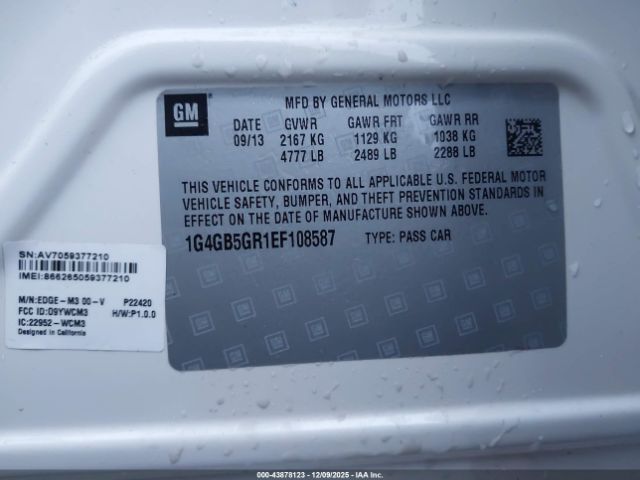 GM
MFD BY GENERAL MOTORS LLC
DATE GVWR GAWR FRT GAWR RR
09/13 2167 KG 1129 KG 1038 KG
4777 LB 2489 LB 2288 LB
THIS VEHICLE CONFORMS TO ALL APPLICABLE U.S. FEDERAL MOTOR
VEHICLE SAFETY, BUMPER, AND THEFT PREVENTION STANDARDS IN
EFFECT ON THE DATE OF MANUFACTURE SHOWN ABOVE.
1G4GB5GR1EF108587 TYPE: PASS CAR
SN:AV7059377210
IMEI:866265059377210
M/N:EDGE-M3 00-V P22420
FCC ID:D9YWCM3 H/W:P1.0.0
IC:22952-WCM3
Designed in California
000-43878123 - 12/09/2025 - IAA Inc.